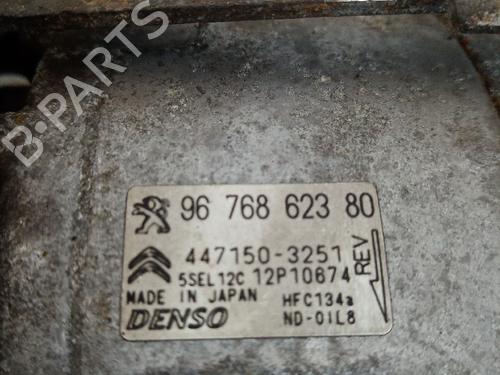 B-PARTS
96 768 623 80
447150-3251
5SEL12C 12P10674
REV
MADE IN JAPAN HFC134a
DENSO ND-OIL8